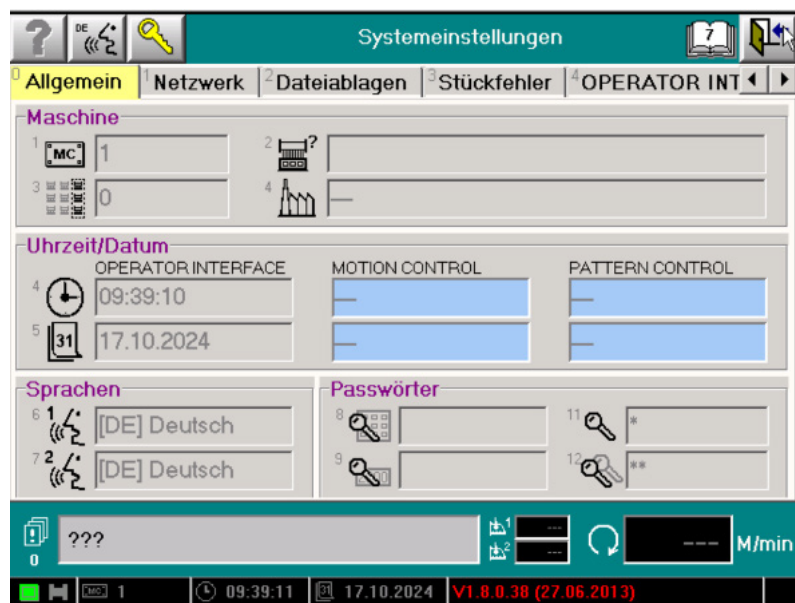 ? DE Systemeinstellungen 7
0 Allgemein 1 Netzwerk 2 Dateiablagen 3 Stückfehler 4 OPERATOR INT
Maschine
1 MC 1 2 ?
3 0 4 —
Uhrzeit/Datum
OPERATOR INTERFACE MOTION CONTROL PATTERN CONTROL
4 09:39:10 — —
5 31 17.10.2024 — —
Sprachen Passwörter
6 1 [DE] Deutsch 8 11 *
7 2 [DE] Deutsch 9 12 **
! ??? 1 --- --- M/min
0 2 ---
MC 1 09:39:11 31 17.10.2024 V1.8.0.38 (27.06.2013)